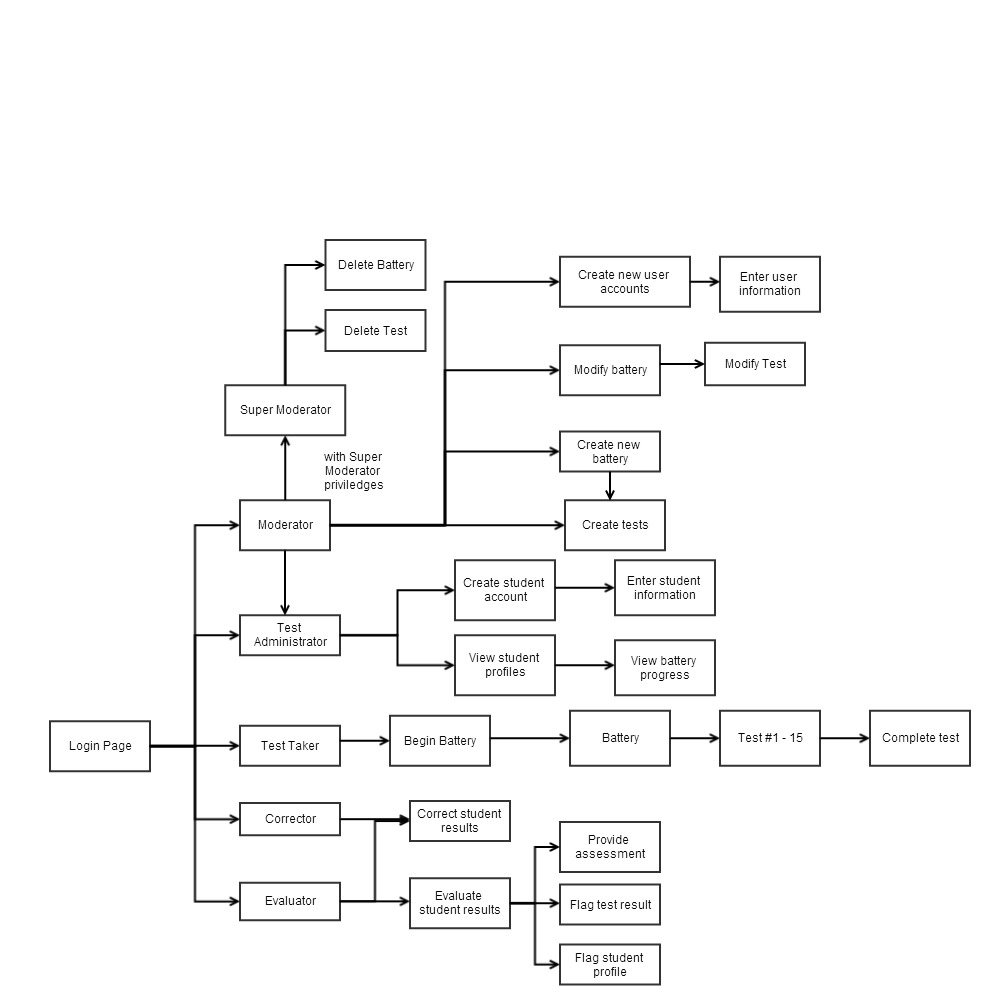 Delete Battery
Delete Test
Create new user
accounts
Enter user
information
Modify battery
Modify Test
Super Moderator
with Super
Moderator
priviledges
Create new
battery
Moderator
Create tests
Create student
account
Enter student
information
Test
Administrator
View student
profiles
View battery
progress
Login Page
Test Taker
Begin Battery
Battery
Test #1 - 15
Complete test
Corrector
Correct student
results
Provide
assessment
Evaluator
Evaluate
student results
Flag test result
Flag student
profile